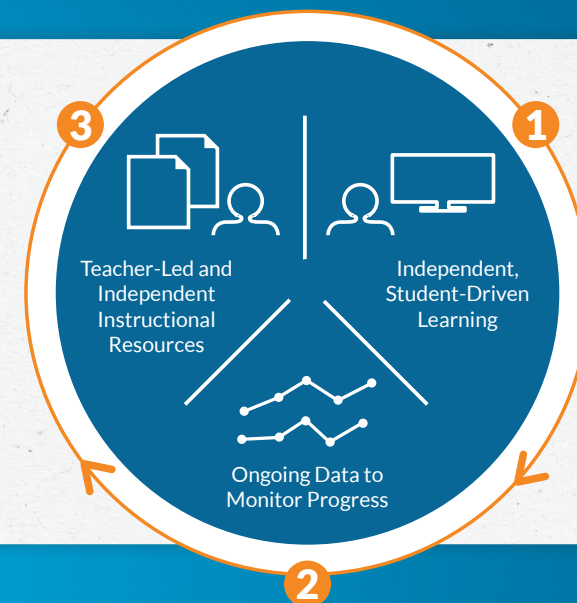 3
1
Teacher-Led and
Independent
Instructional
Resources
Independent,
Student-Driven
Learning
Ongoing Data to
Monitor Progress
2